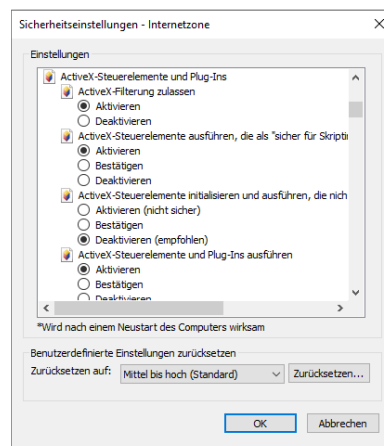 Sicherheitseinstellungen - Internetzone
Einstellungen
ActiveX-Steuerelemente und Plug-Ins
ActiveX-Filterung zulassen
Aktivieren
Deaktivieren
ActiveX-Steuerelemente ausführen, die als "sicher für Skriptin
Aktivieren
Bestätigen
Deaktivieren
ActiveX-Steuerelemente initialisieren und ausführen, die nich
Aktivieren (nicht sicher)
Bestätigen
Deaktivieren (empfohlen)
ActiveX-Steuerelemente und Plug-Ins ausführen
Aktivieren
Bestätigen
Deaktivieren
*Wird nach einem Neustart des Computers wirksam
Benutzerdefinierte Einstellungen zurücksetzen
Zurücksetzen auf: Mittel bis hoch (Standard) Zurücksetzen...
OK Abbrechen